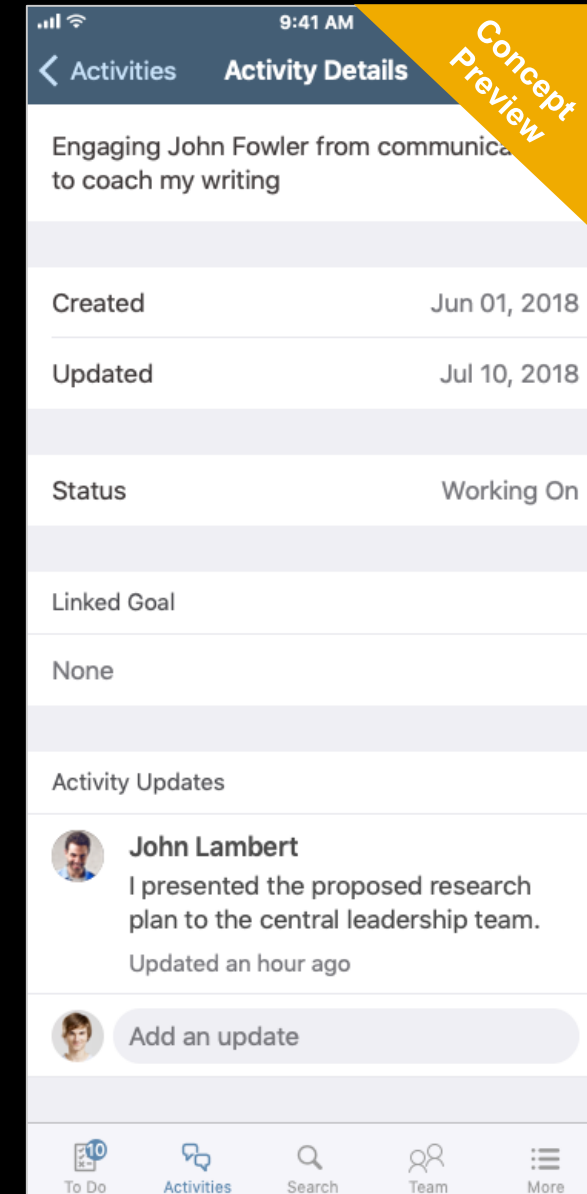 9:41 AM
Concept
Preview
Activities
Activity Details
Engaging John Fowler from
to coach my writing
Created
Jun 01, 2018
Updated
Jul 10, 2018
Status
Working On
Linked Goal
None
Activity Updates
John Lambert
I presented the proposed research
plan to the central leadership team.
Updated an hour ago
Add an update
10
To Do
Activities
Search
Team
More